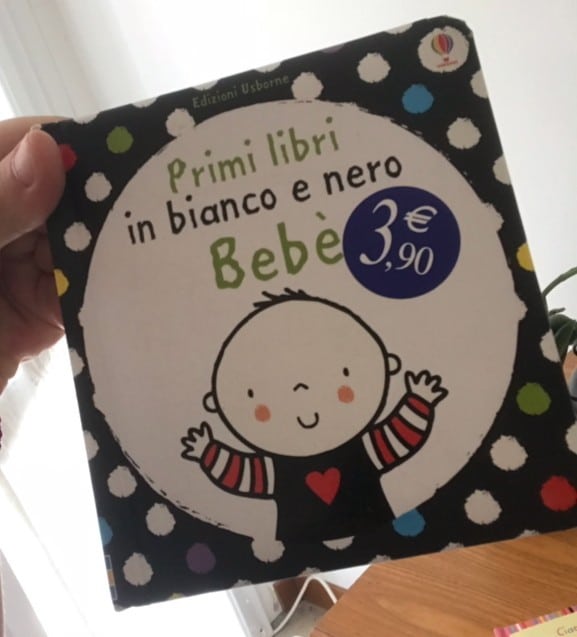 Edizioni Usborne
Primi libri
in bianco e nero
Bebè
3,90 €